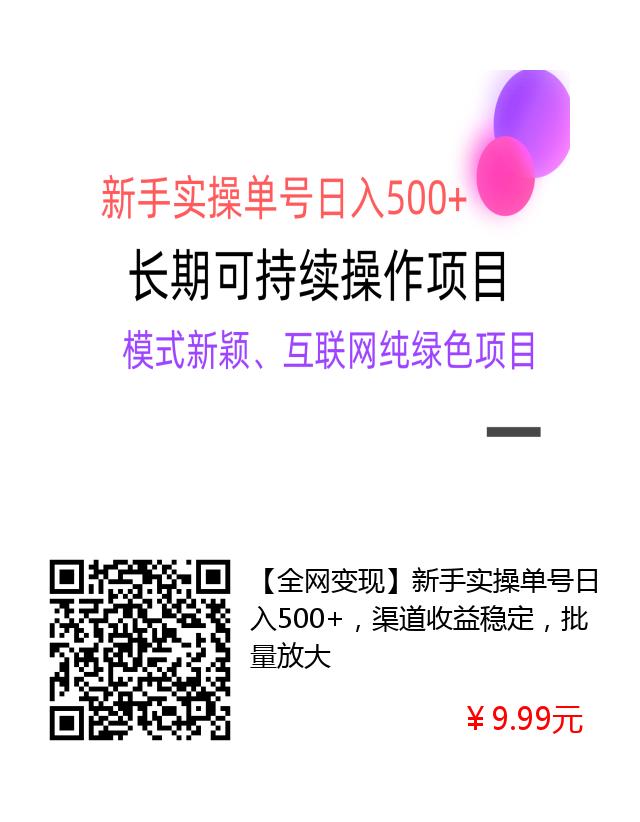 新手实操单号日入500+
长期可持续操作项目
模式新颖、互联网纯绿色项目
【全网变现】新手实操单号日
入500+，渠道收益稳定，批
量放大
￥9.99元